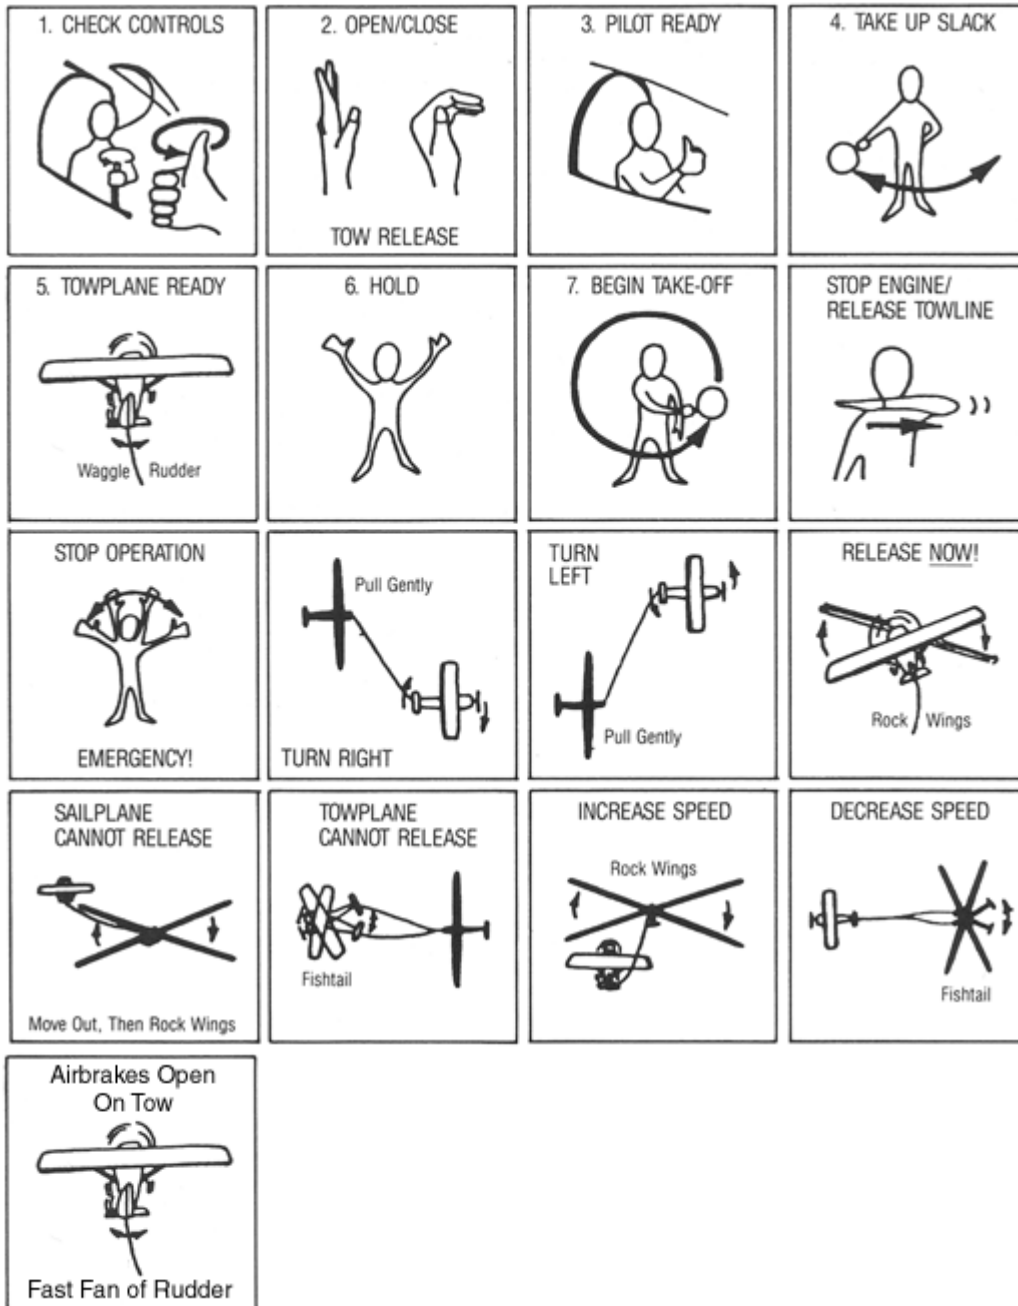 1. CHECK CONTROLS
2. OPEN/CLOSE
TOW RELEASE
3. PILOT READY
4. TAKE UP SLACK
5. TOWPLANE READY
Waggle Rudder
6. HOLD
7. BEGIN TAKE-OFF
STOP ENGINE/
RELEASE TOWLINE
STOP OPERATION
EMERGENCY!
Pull Gently
TURN RIGHT
TURN
LEFT
Pull Gently
RELEASE NOW!
Rock Wings
SAILPLANE
CANNOT RELEASE
Move Out, Then Rock Wings
TOWPLANE
CANNOT RELEASE
Fishtail
INCREASE SPEED
Rock Wings
DECREASE SPEED
Fishtail
Airbrakes Open
On Tow
Fast Fan of Rudder